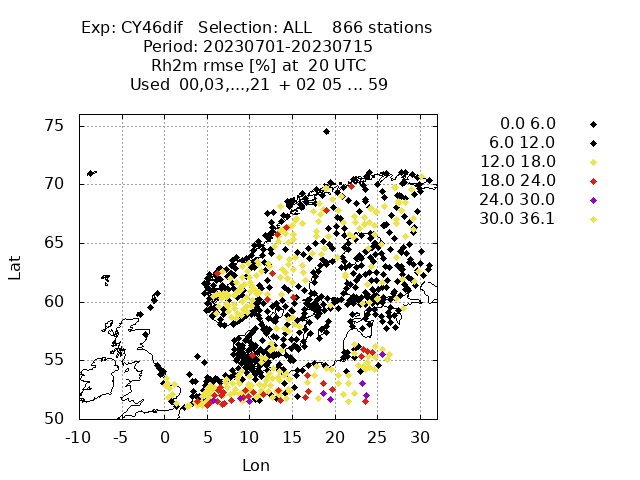 Exp: CY46dif   Selection: ALL    866 stations
Period: 20230701-20230715
Rh2m rmse [%] at  20 UTC
Used  00,03,...,21  + 02 05 ... 59
0.0 6.0
6.0 12.0
12.0 18.0
18.0 24.0
24.0 30.0
30.0 36.1
75
70
65
60
55
50
Lat
-10 -5 0 5 10 15 20 25 30
Lon